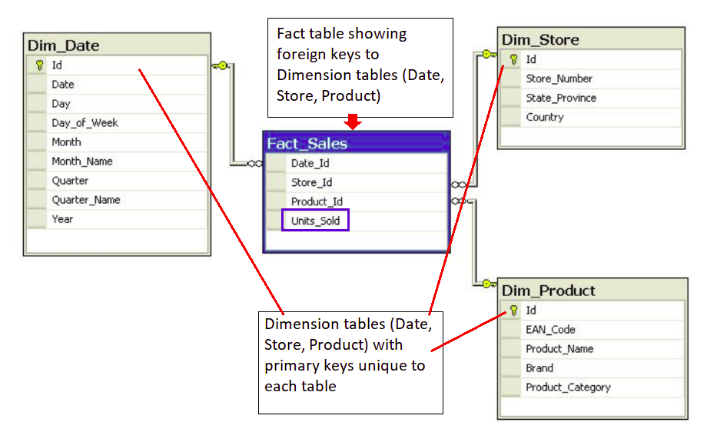 Dim_Date
Id
Date
Day
Day_of_Week
Month
Month_Name
Quarter
Quarter_Name
Year
Fact table showing
foreign keys to
Dimension tables (Date,
Store, Product)
Fact_Sales
Date_Id
Store_Id
Product_Id
Units_Sold
Dim_Store
Id
Store_Number
State_Province
Country
Dimension tables (Date,
Store, Product) with
primary keys unique to
each table
Dim_Product
Id
EAN_Code
Product_Name
Brand
Product_Category